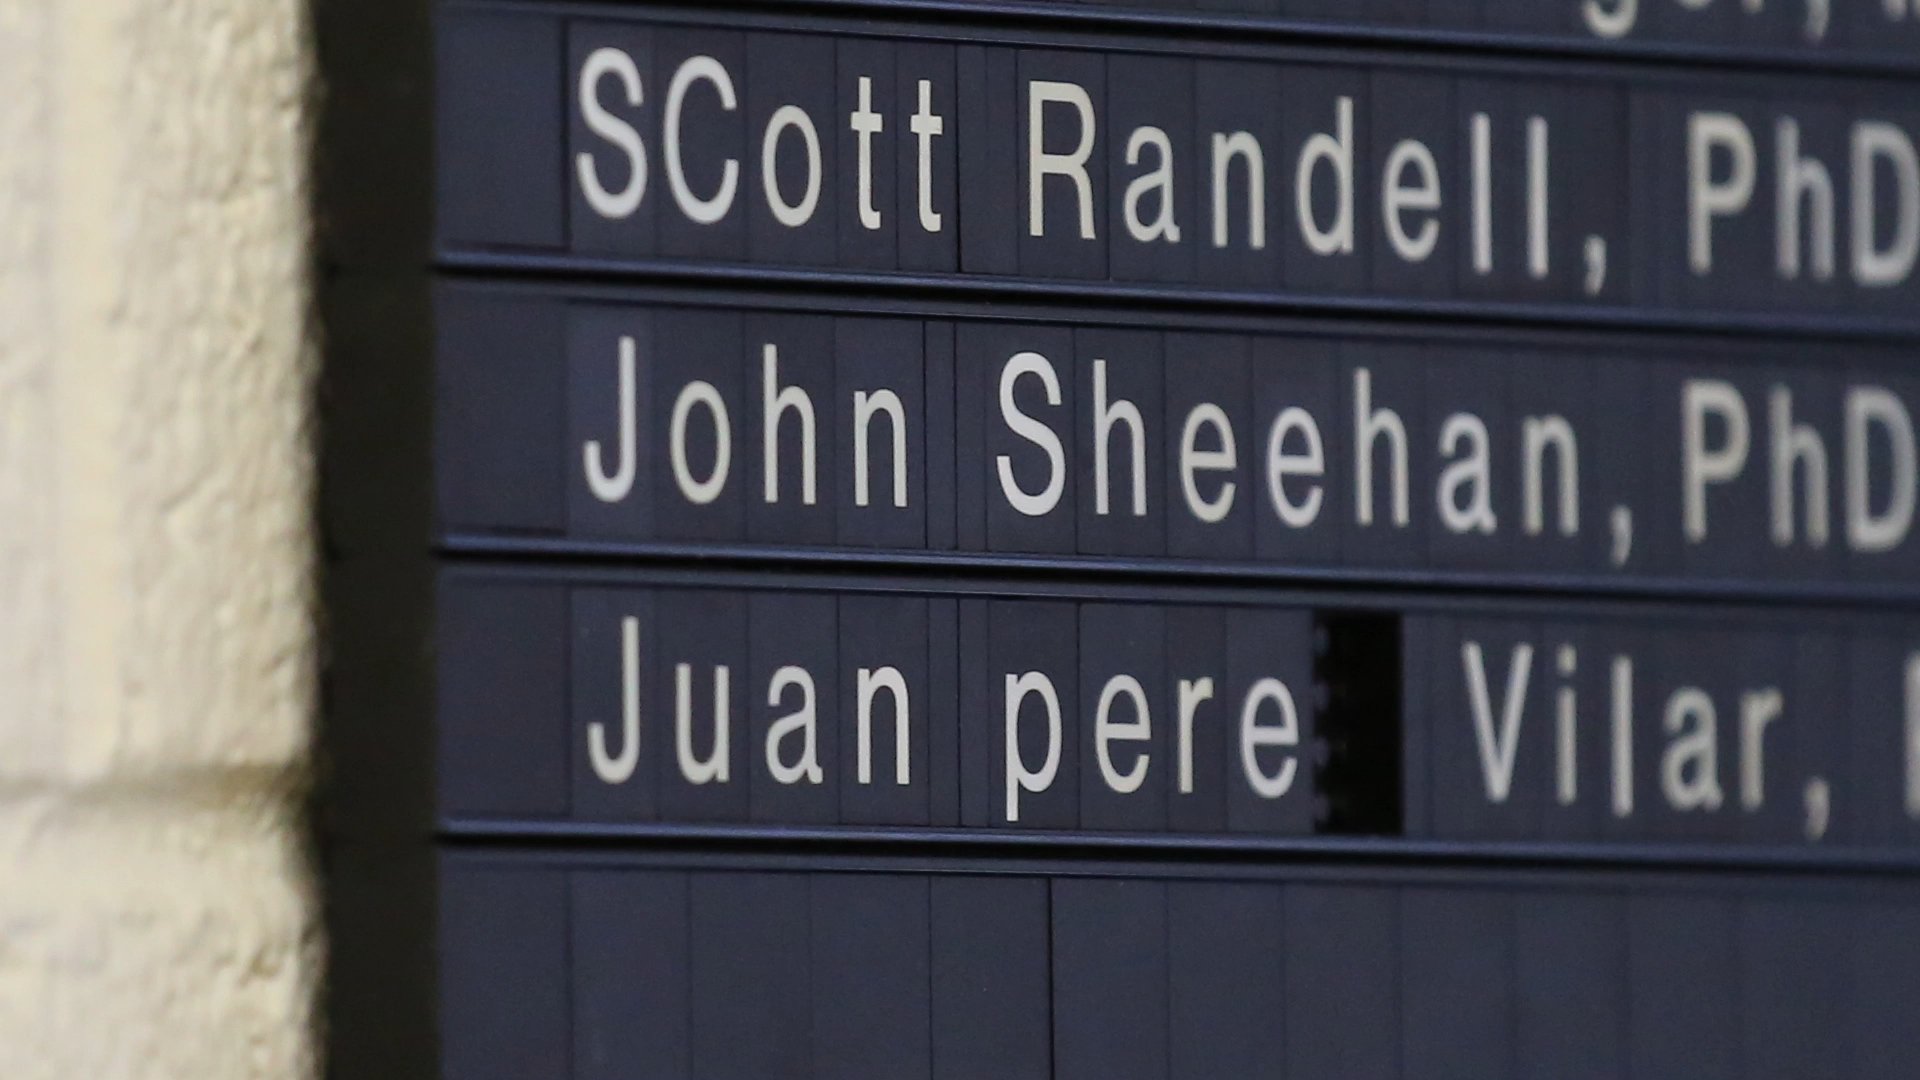 SCott Randell, PhD
John Sheehan, PhD
Juan pere Vilar,